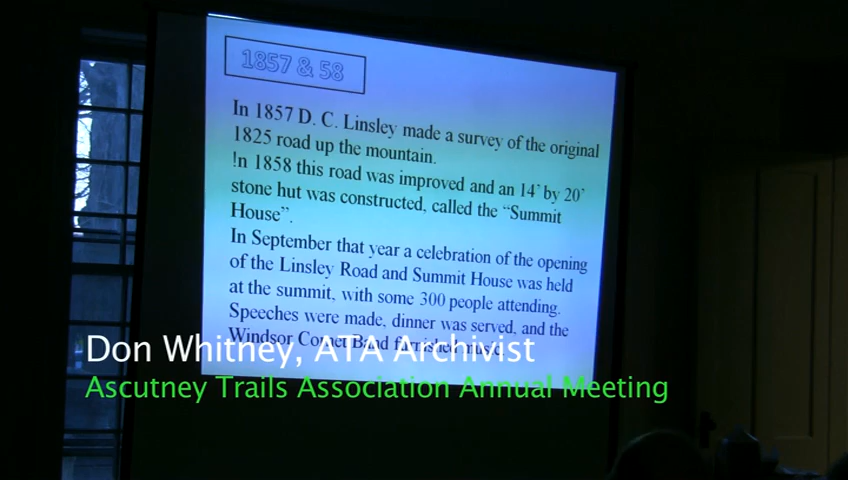 1857 & 58
In 1857 D. C. Linsley made a survey of the original
1825 road up the mountain.
!n 1858 this road was improved and an 14' by 20'
stone hut was constructed, called the “Summit
House”.
In September that year a celebration of the opening
of the Linsley Road and Summit House was held
at the summit, with some 300 people attending.
Speeches were made, dinner was served, and the
Windsor Cornet Band furnished music.
Don Whitney, ATA Archivist
Ascutney Trails Association Annual Meeting